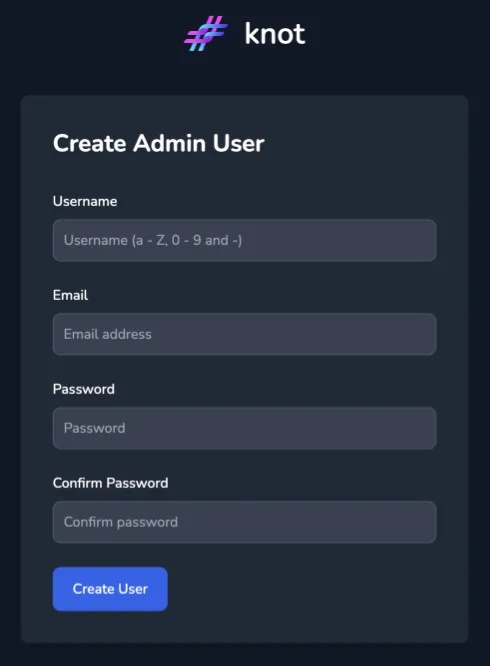 knot
Create Admin User
Username
Username (a - Z, 0 - 9 and -)
Email
Email address
Password
Password
Confirm Password
Confirm password
Create User